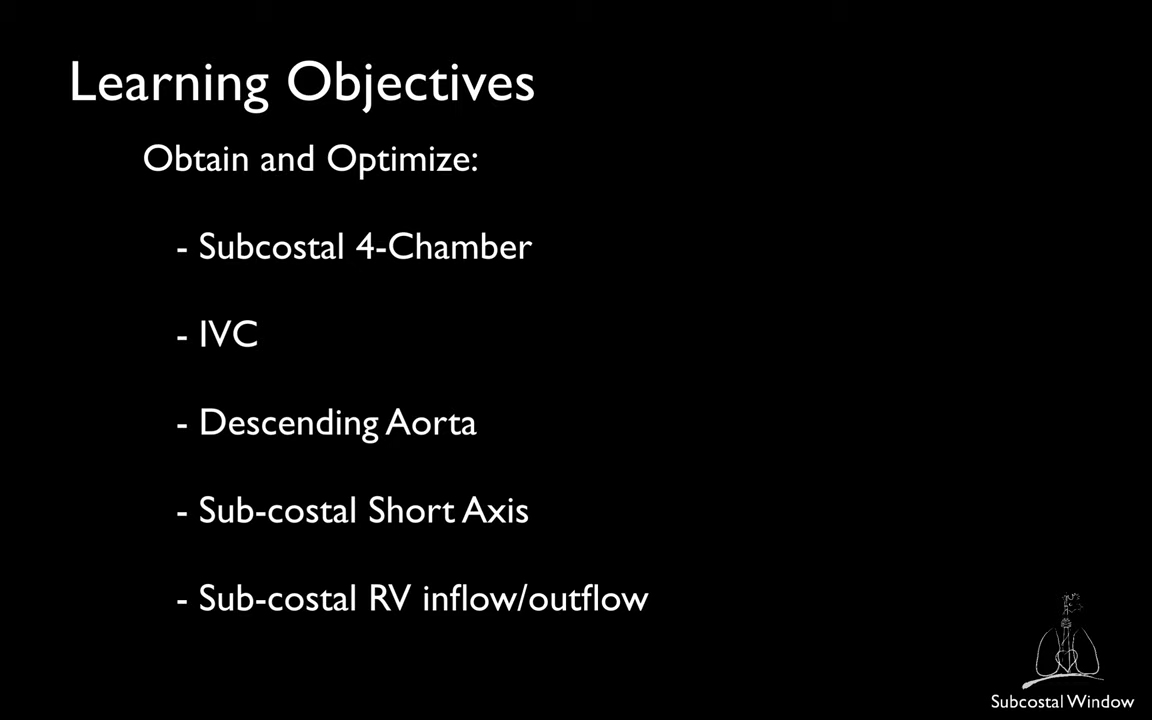 Learning Objectives
Obtain and Optimize:
- Subcostal 4-Chamber
- IVC
- Descending Aorta
- Sub-costal Short Axis
- Sub-costal RV inflow/outflow
Subcostal Window